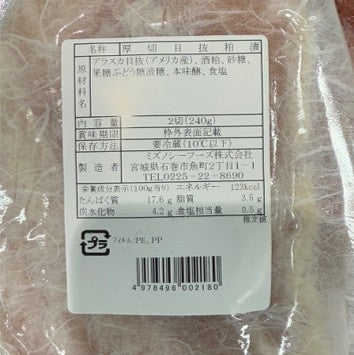 名称 厚切目抜粕漬
原材料名 アラスカ目抜(アメリカ産)、酒粕、砂糖、
果糖ぶどう糖液糖、本味醂、食塩
内容量 2切(240g)
賞味期限 枠外表面記載
保存方法 要冷蔵(10℃以下)
製造者 ミズノシーフーズ株式会社
宮城県石巻市魚町2丁目1-1
TEL0225-22-8690
栄養成分表示(100g当り) エネルギー 123kcal
たんぱく質 17.6g 脂質 3.5g
炭水化物 4.2g 食塩相当量 0.5g
推定値
プラ フィルム:PE、PP
4978496002180